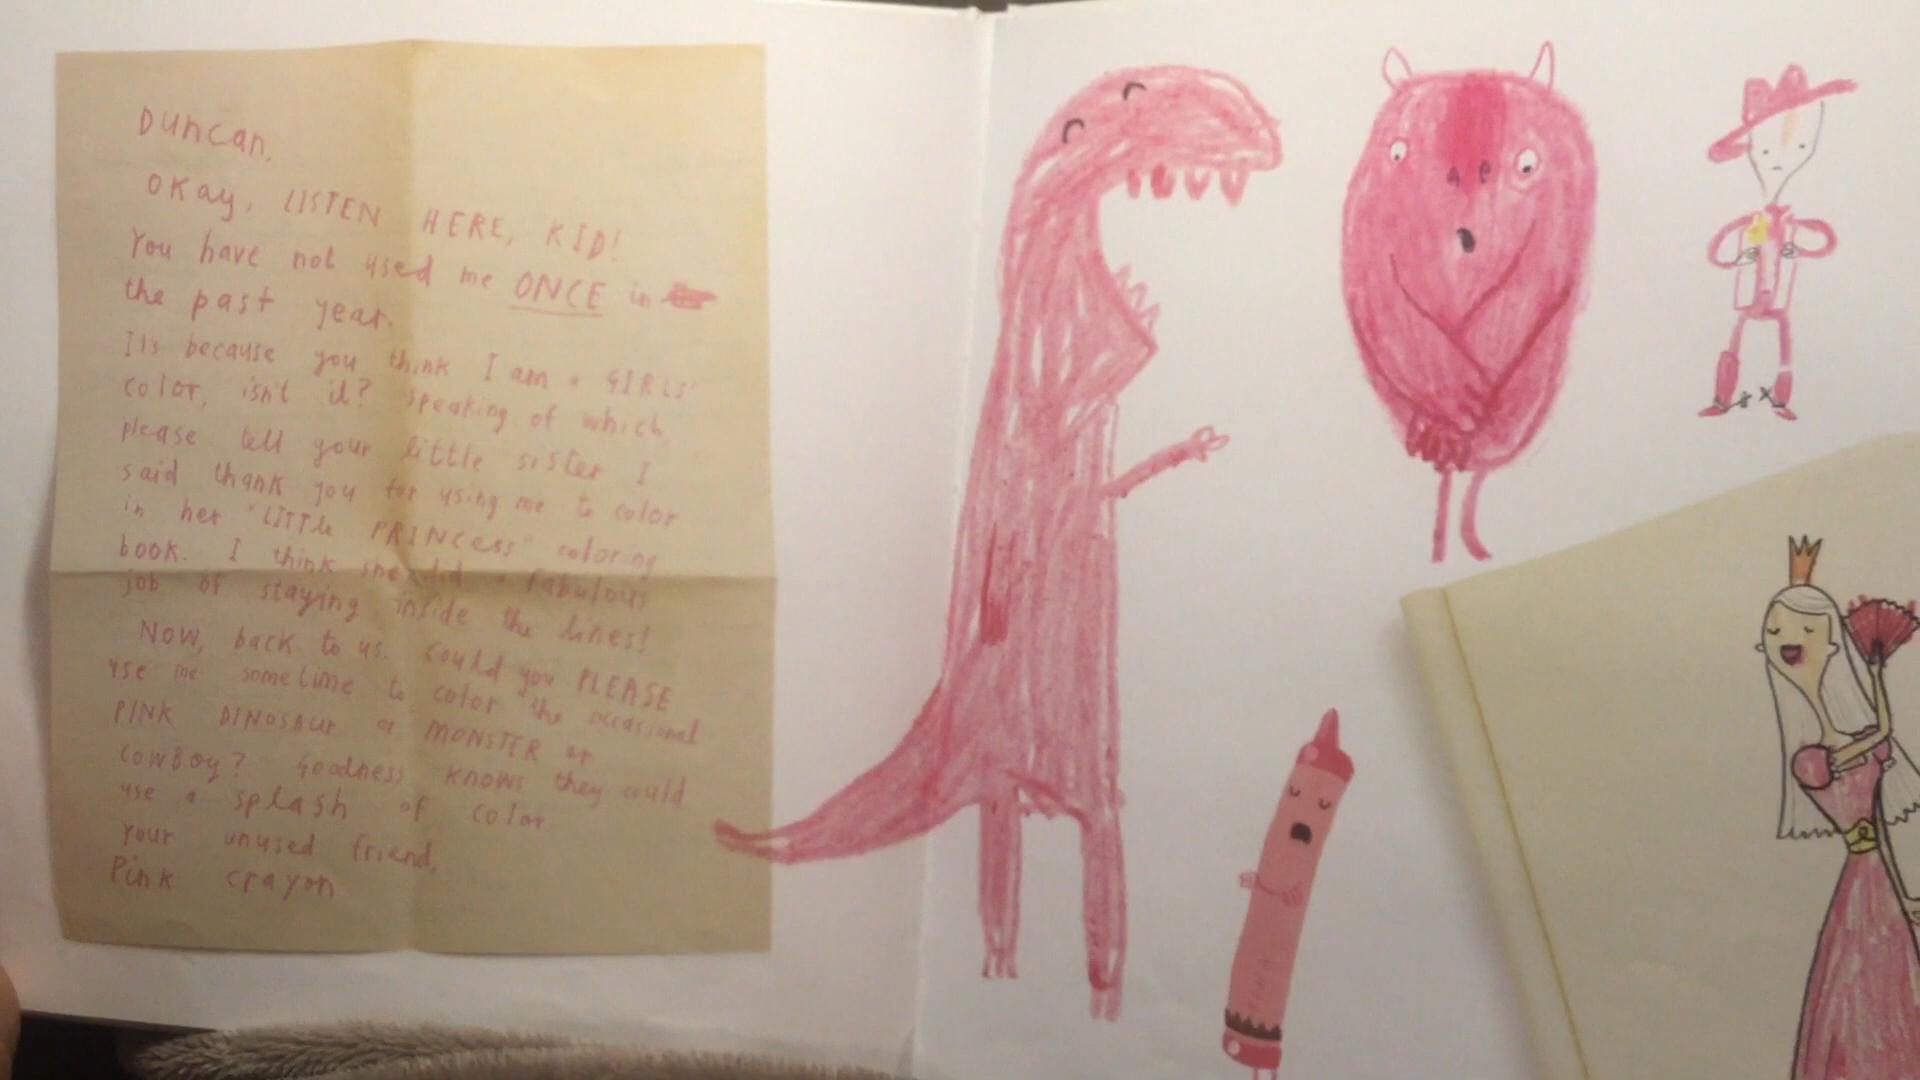 Duncan,
OKay, LISTEN HERE, KID!
You have not used me ONCE in
the past year.
It's because you think I am a GIRLS'
color, isn't it? Speaking of which,
please tell your little sister I
said thank you for using me to color
in her "LITTLE PRINCESS" coloring
book. I think she did a fabulous
job of staying inside the lines!
Now, back to us. Could you PLEASE
use me sometime to color the occasional
PINK DINOSAUR or MONSTER or
COWBOY? Goodness KNOWS they could
use a splash of color.
Your unused friend,
Pink crayon